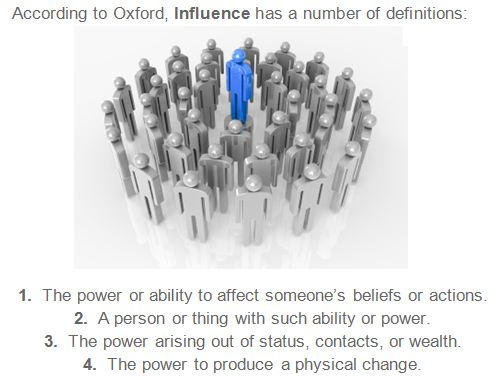 According to Oxford, Influence has a number of definitions:
1. The power or ability to affect someone's beliefs or actions.
2. A person or thing with such ability or power.
3. The power arising out of status, contacts, or wealth.
4. The power to produce a physical change.